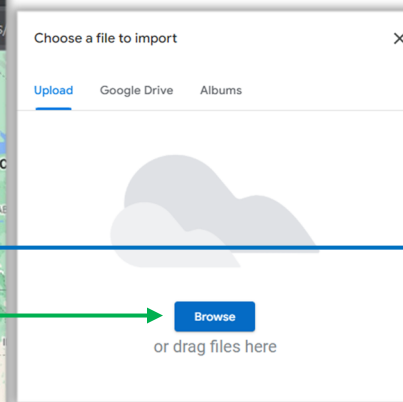 Choose a file to import
Upload Google Drive Albums
Browse
or drag files here